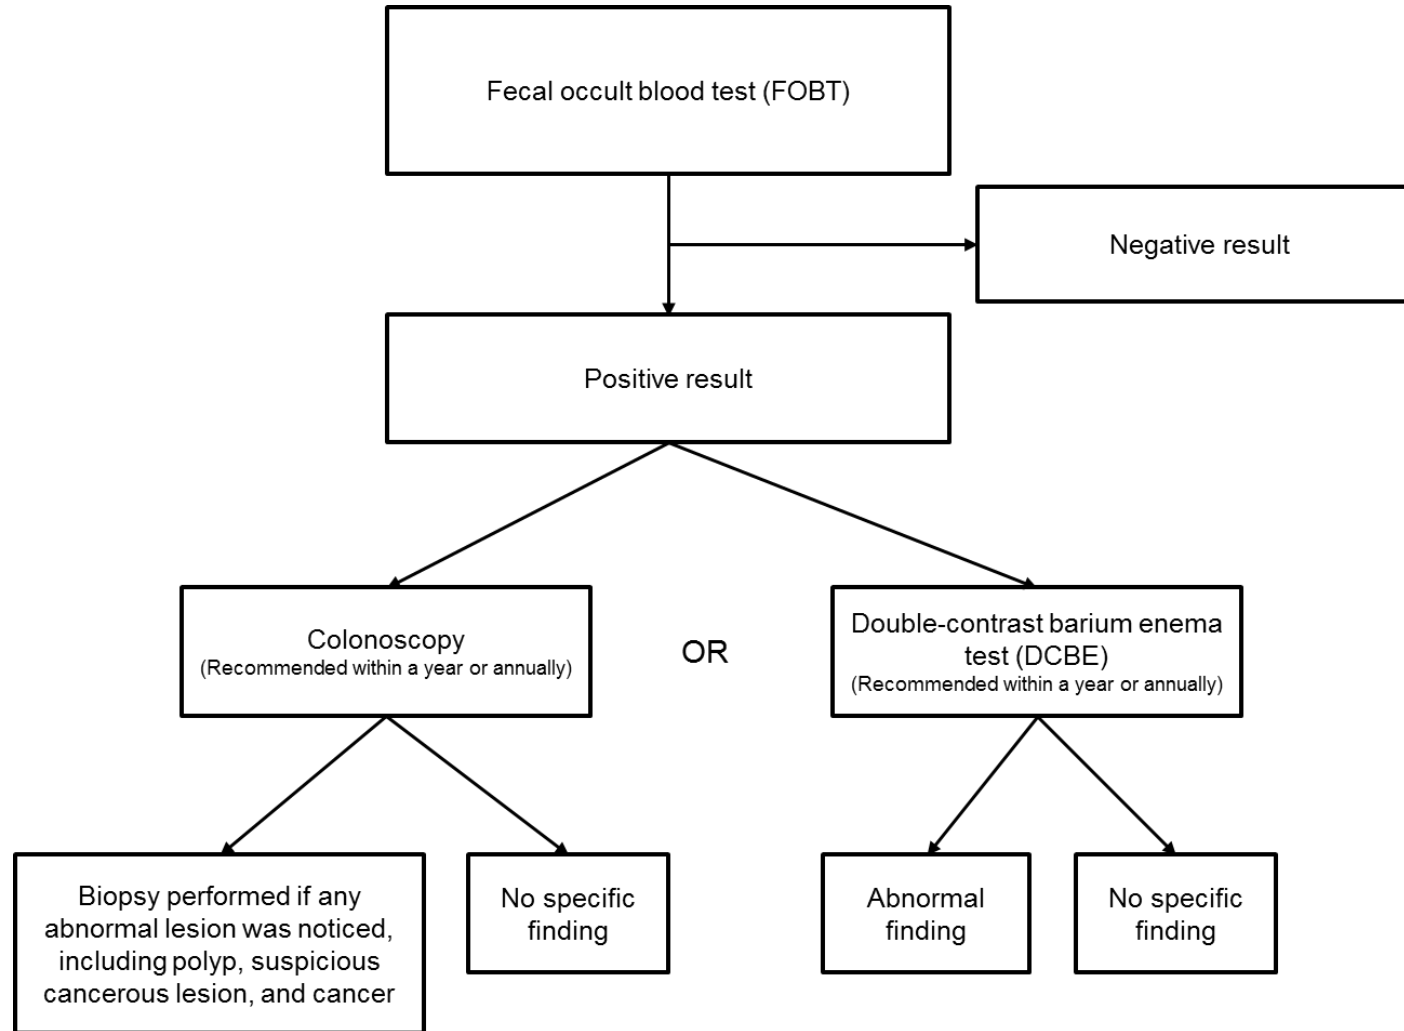 Fecal occult blood test (FOBT)
Negative result
Positive result
Colonoscopy
(Recommended within a year or annually)
OR
Double-contrast barium enema
test (DCBE)
(Recommended within a year or annually)
Biopsy performed if any
abnormal lesion was noticed,
including polyp, suspicious
cancerous lesion, and cancer
No specific
finding
Abnormal
finding
No specific
finding